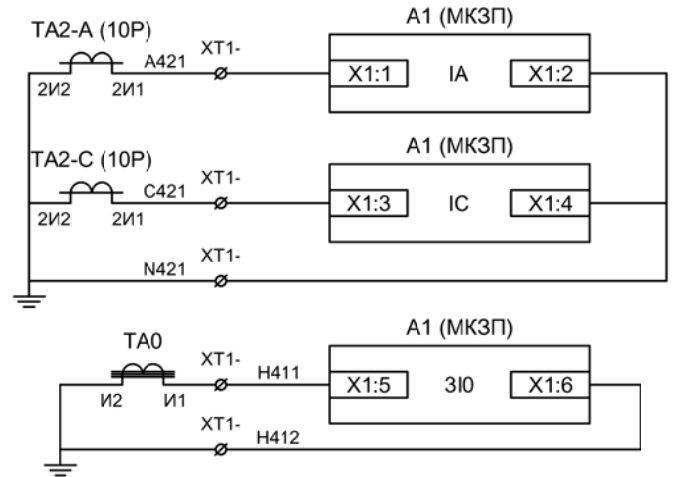 ТА2-А (10Р)
А421
ХТ1-
А1 (МКЗП)
2И2
2И1
Х1:1
IA
Х1:2
ТА2-С (10Р)
С421
ХТ1-
А1 (МКЗП)
2И2
2И1
Х1:3
IC
Х1:4
N421
ХТ1-
ТА0
ХТ1-
Н411
А1 (МКЗП)
И2
И1
Х1:5
3I0
Х1:6
ХТ1-
Н412